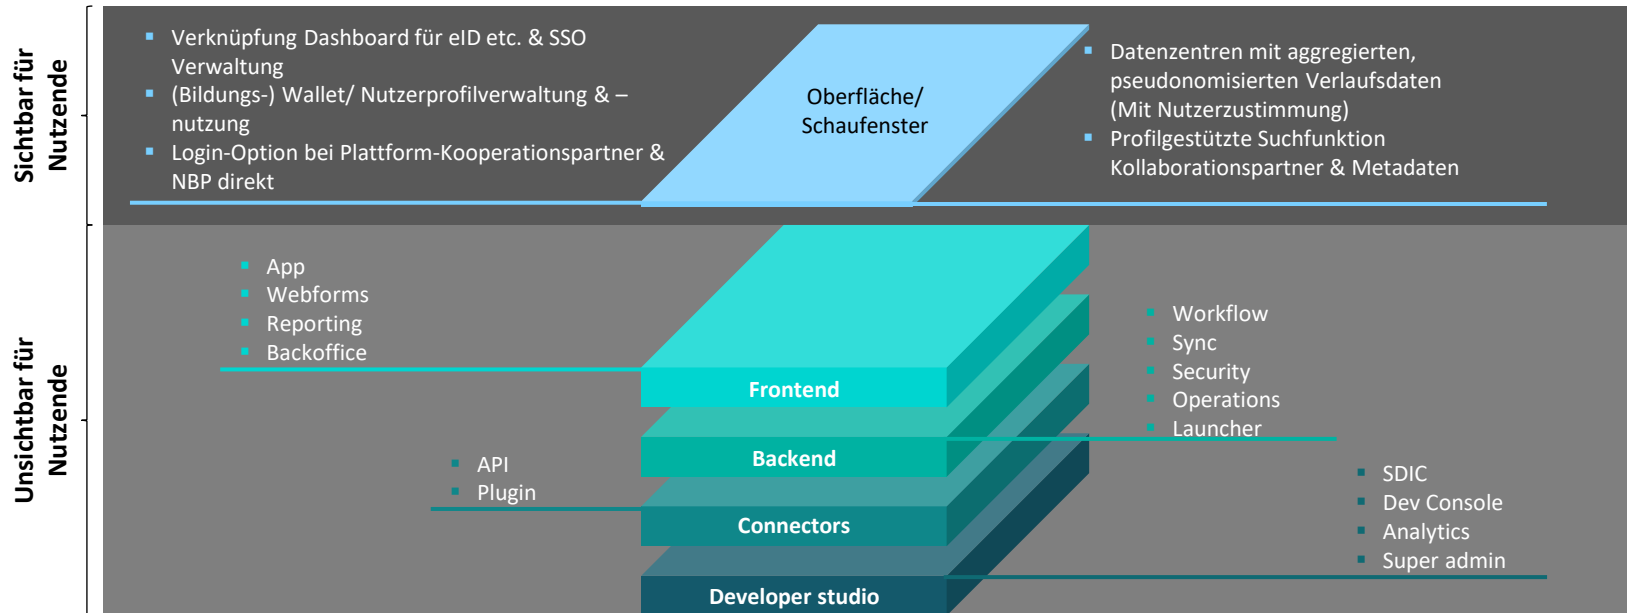 Sichtbar für
Nutzende
Verknüpfung Dashboard für eID etc. & SSO
Verwaltung
(Bildungs-) Wallet/ Nutzerprofilverwaltung & –
nutzung
Login-Option bei Plattform-Kooperationspartner &
NBP direkt
Oberfläche/
Schaufenster
Datenzentren mit aggregierten,
pseudonomisierten Verlaufsdaten
(Mit Nutzerzustimmung)
Profilgestützte Suchfunktion
Kollaborationspartner & Metadaten
Unsichtbar für
Nutzende
App
Webforms
Reporting
Backoffice
Frontend
Workflow
Sync
Security
Operations
Launcher
Backend
API
Plugin
Connectors
SDIC
Dev Console
Analytics
Super admin
Developer studio